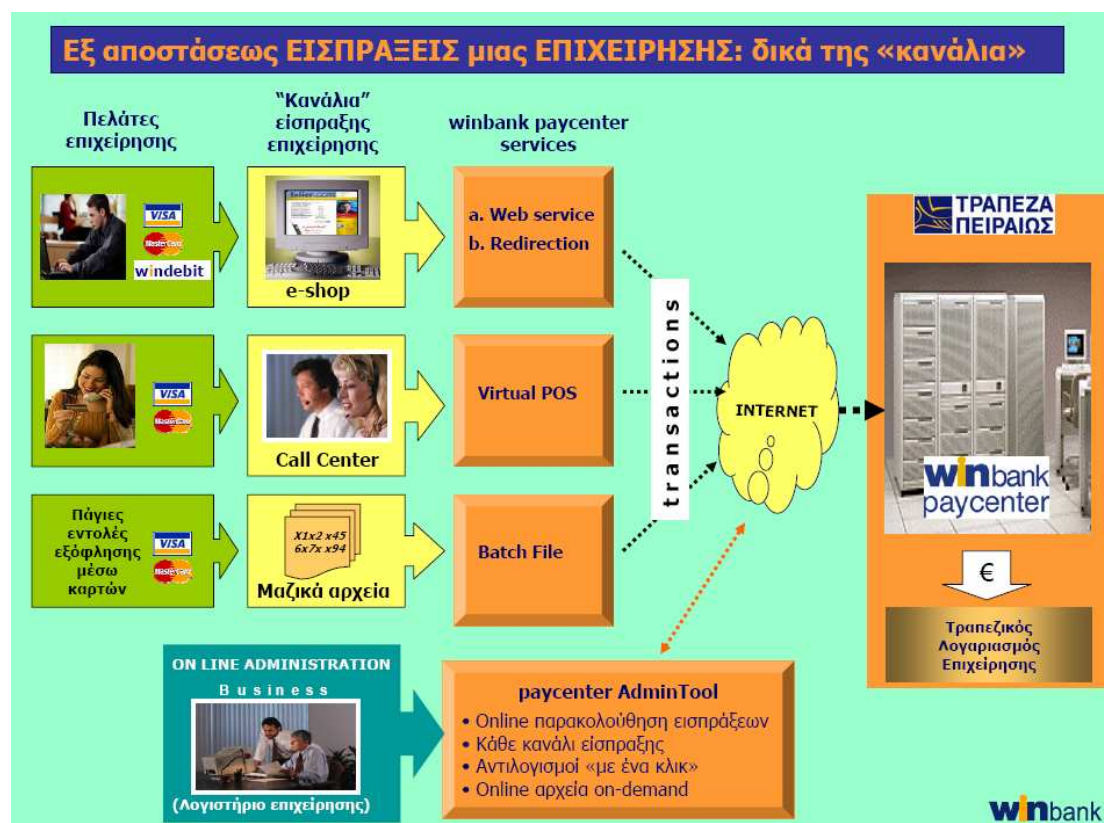 Εξ αποστάσεως ΕΙΣΠΡΑΞΕΙΣ μιας ΕΠΙΧΕΙΡΗΣΗΣ: δικά της «κανάλια»
Πελάτες
επιχείρησης
“Κανάλια”
είσπραξης
επιχείρησης
winbank paycenter
services
VISA
MasterCard
windebit
e-shop
a. Web service
b. Redirection
VISA
MasterCard
Call Center
Virtual POS
Πάγιες
εντολές
εξόφλησης
μέσω
καρτών
VISA
MasterCard
X1x2 x45
6x7x x94
Μαζικά αρχεία
Batch File
transactions
INTERNET
ΤΡΑΠΕΖΑ
ΠΕΙΡΑΙΩΣ
winbank
paycenter
€
Τραπεζικός
Λογαριασμός
Επιχείρησης
ON LINE ADMINISTRATION
Business
(Λογιστήριο επιχείρησης)
paycenter AdminTool
• Online παρακολούθηση εισπράξεων
• Κάθε κανάλι είσπραξης
• Αντιλογισμοί «με ένα κλικ»
• Online αρχεία on-demand
winbank